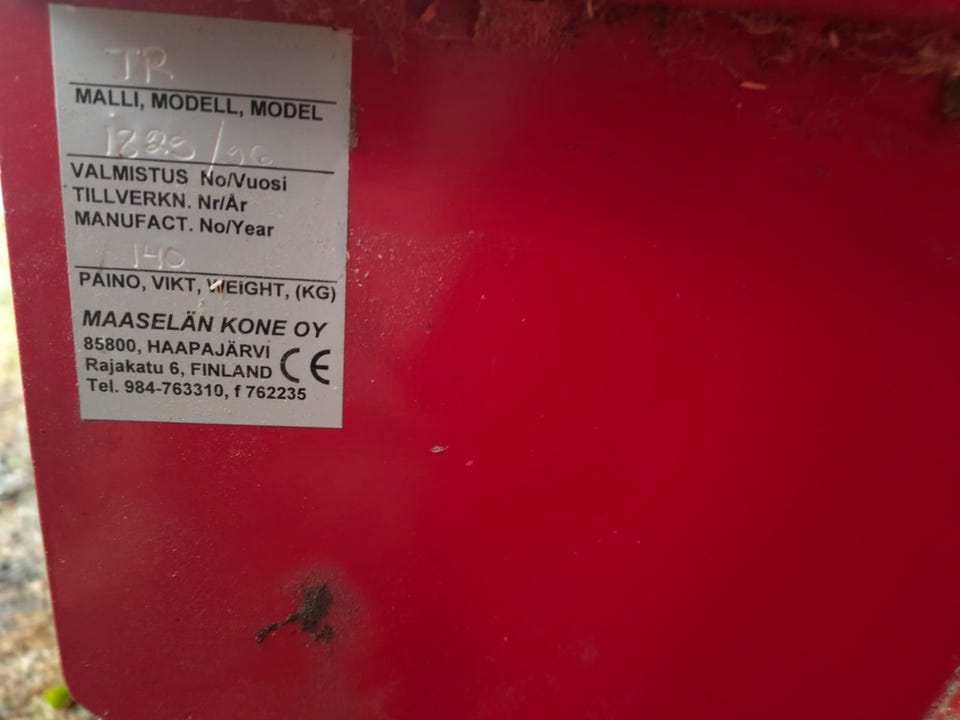 TR
MALLI, MODELL, MODEL
VALMISTUS No/Vuosi
TILLVERKN. Nr/År
MANUFACT. No/Year
140
PAINO, VIKT, WEIGHT, (KG)
MAASELÄN KONE OY
85800, HAAPAJÄRVI
Rajakatu 6, FINLAND CE
Tel. 984-763310, f 762235